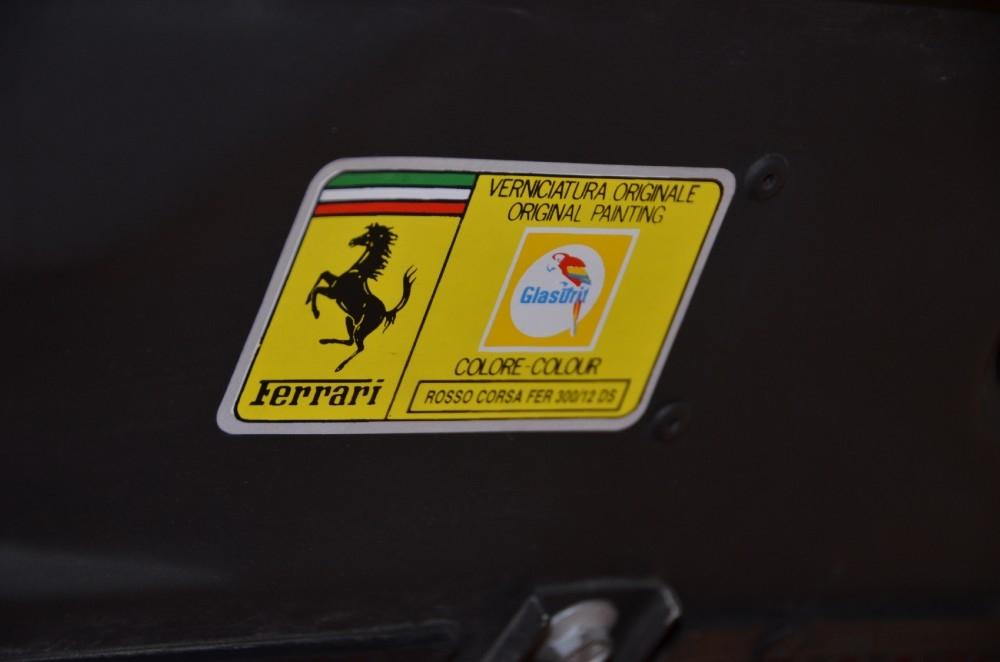 VERNICIATURA ORIGINALE
ORIGINAL PAINTING
Glasurit
COLORE-COLOUR
ROSSO CORSA FER 300/12 DS
Ferrari